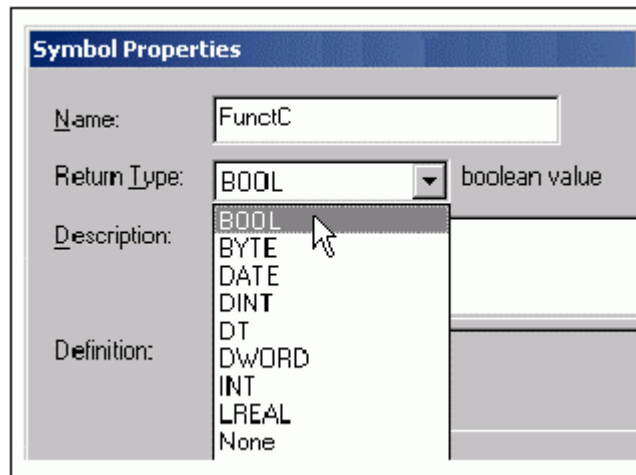 Symbol Properties
Name:
FunctC
Return Type:
BOOL
boolean value
Description:
BOOL
BYTE
DATE
DINT
DT
DWORD
INT
LREAL
None
Definition: